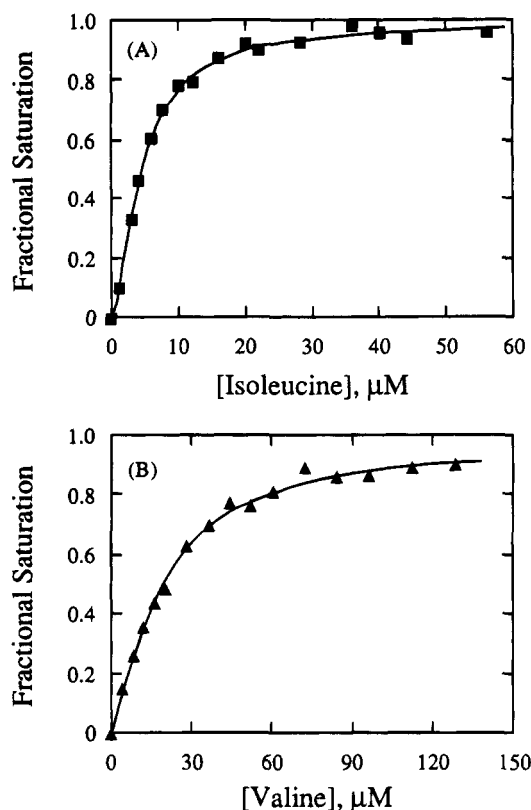 1.0
(A)
0.8
0.6
0.4
0.2
0
Fractional Saturation
0 10 20 30 40 50 60
[Isoleucine], μM
1.0
(B)
0.8
0.6
0.4
0.2
0
Fractional Saturation
0 30 60 90 120 150
[Valine], μM